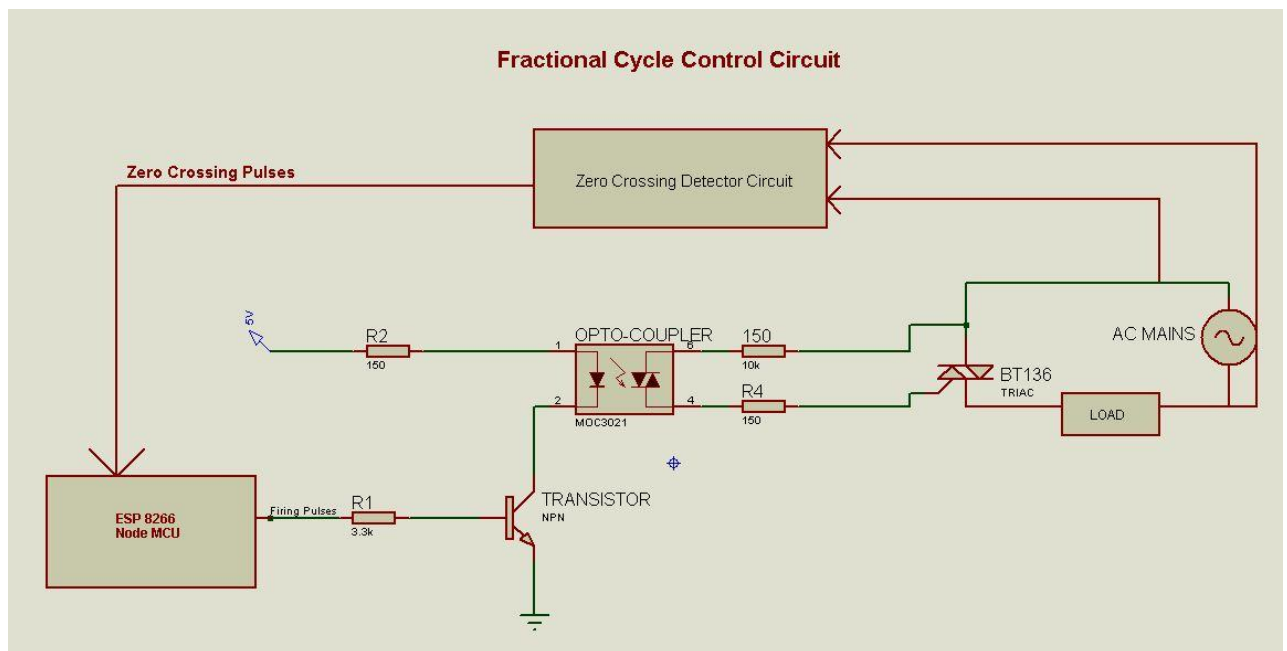 Fractional Cycle Control Circuit
Zero Crossing Detector Circuit
Zero Crossing Pulses
5V
R2
150
OPTO-COUPLER
1
2
6
4
MOC3021
150
10k
R4
150
AC MAINS
BT136
TRIAC
LOAD
ESP 8266
Node MCU
Firing Pulses
R1
3.3k
TRANSISTOR
NPN